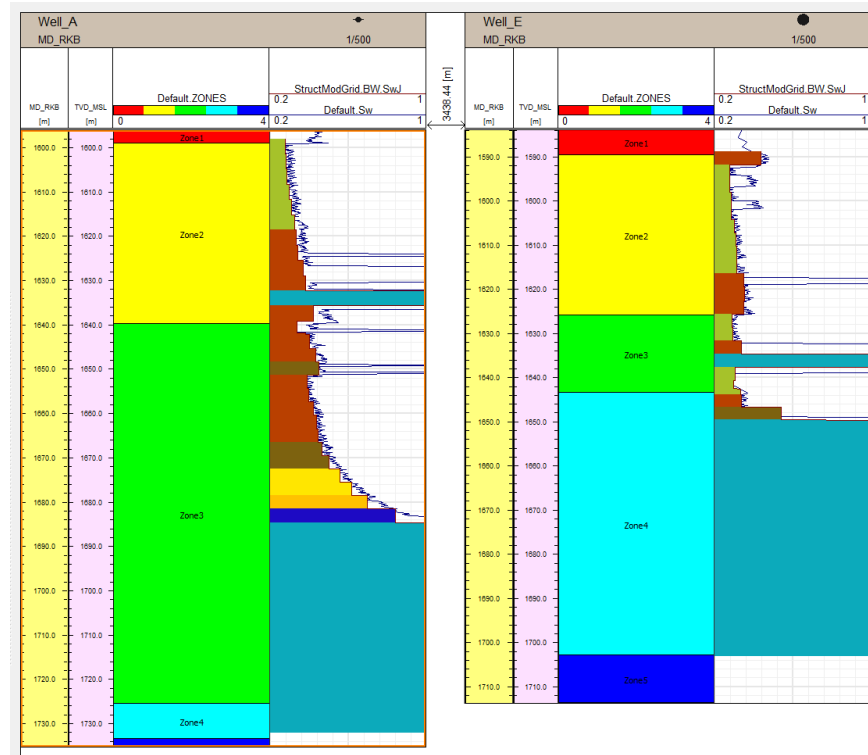 Well_A
MD_RKB 1/500
MD_RKB TVD_MSL Default.ZONES StructModGrid.BW.SwJ
0.2 1
Default.Sw
[m] [m] 0 4 0.2 1
1600.0 1600.0 Zone1
1610.0 1610.0
1620.0 1620.0 Zone2
1630.0 1630.0
1640.0 1640.0
1650.0 1650.0
1660.0 1660.0
1670.0 1670.0
1680.0 1680.0 Zone3
1690.0 1690.0
1700.0 1700.0
1710.0 1710.0
1720.0 1720.0
1730.0 1730.0 Zone4
3438.44 [m]
Well_E
MD_RKB 1/500
MD_RKB TVD_MSL Default.ZONES StructModGrid.BW.SwJ
0.2 1
Default.Sw
[m] [m] 0 4 0.2 1
Zone1
1590.0 1590.0
1600.0 1600.0
1610.0 1610.0 Zone2
1620.0 1620.0
1630.0 1630.0 Zone3
1640.0 1640.0
1650.0 1650.0
1660.0 1660.0
1670.0 1670.0 Zone4
1680.0 1680.0
1690.0 1690.0
1700.0 1700.0
1710.0 1710.0 Zone5